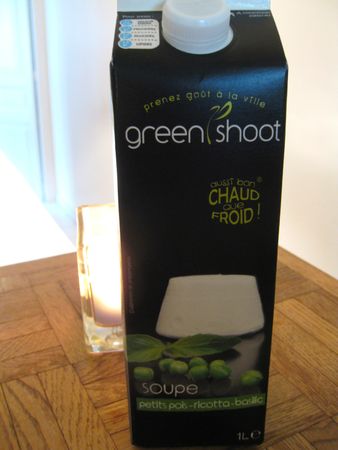 prenez goût à la ville
green shoot
aussi bon
CHAUD
que
FROID !
soupe
petits pois-ricotta-basilic
1L e